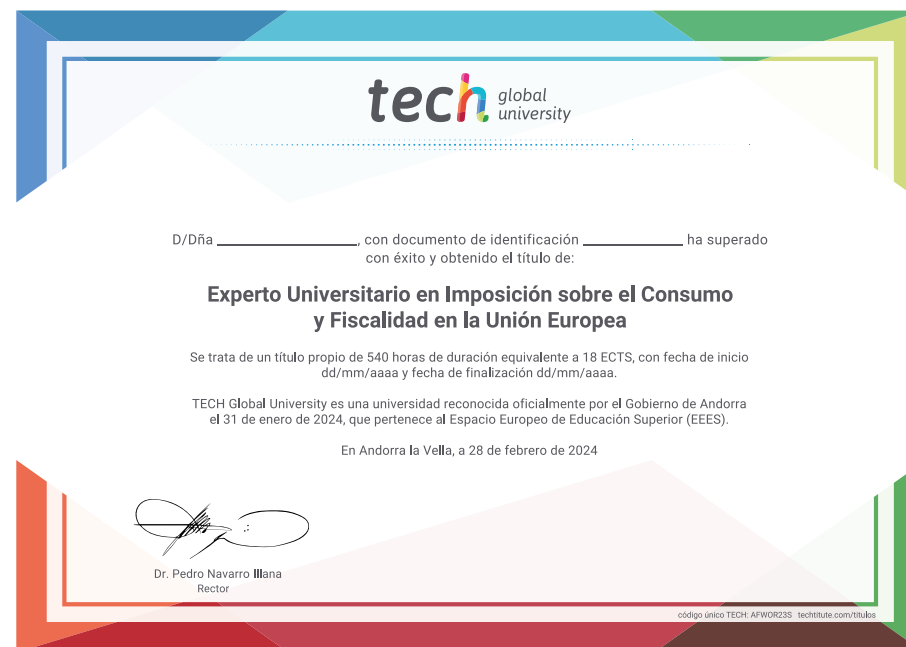 tech global university
D/Dña ____________________, con documento de identificación ______________ ha superado
con éxito y obtenido el título de:
Experto Universitario en Imposición sobre el Consumo
y Fiscalidad en la Unión Europea
Se trata de un título propio de 540 horas de duración equivalente a 18 ECTS, con fecha de inicio
dd/mm/aaaa y fecha de finalización dd/mm/aaaa.
TECH Global University es una universidad reconocida oficialmente por el Gobierno de Andorra
el 31 de enero de 2024, que pertenece al Espacio Europeo de Educación Superior (EEES).
En Andorra la Vella, a 28 de febrero de 2024
Dr. Pedro Navarro Illana
Rector
código único TECH: AFWOR23S techtitute.com/titulos